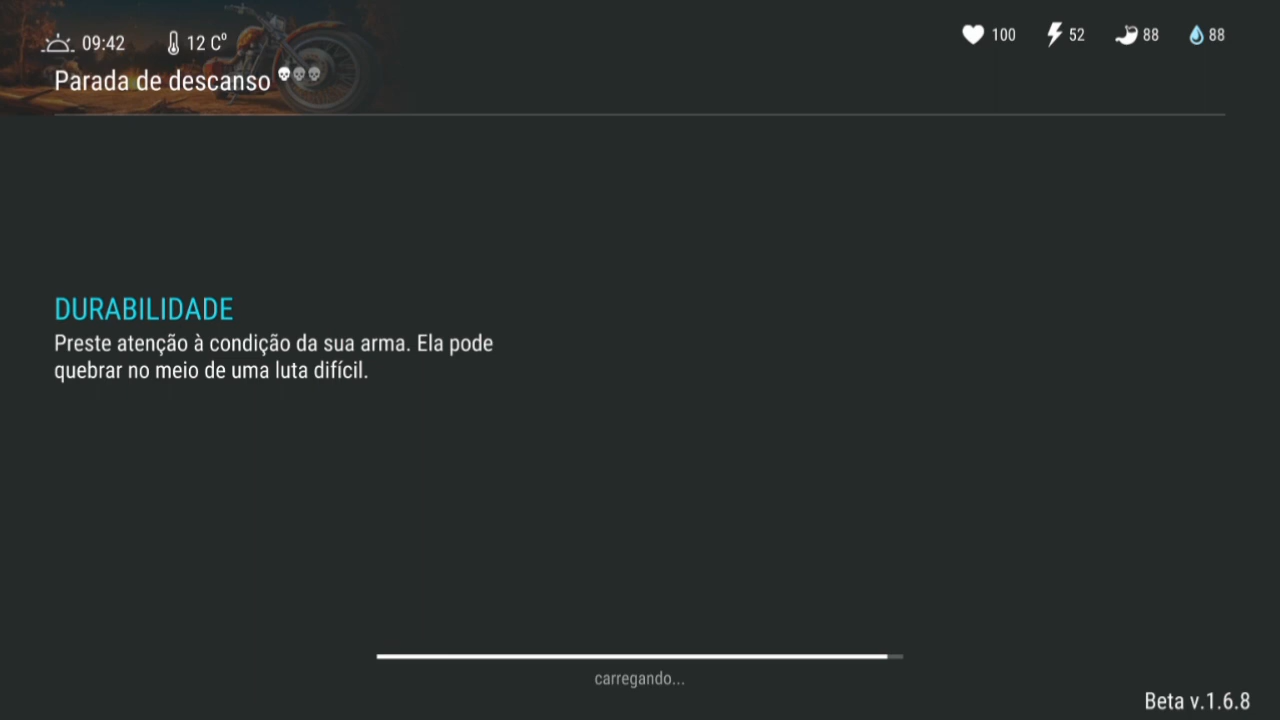 09:42 12 Cº
100 52 88 88
Parada de descanso
DURABILIDADE
Preste atenção à condição da sua arma. Ela pode
quebrar no meio de uma luta difícil.
carregando...
Beta v.1.6.8